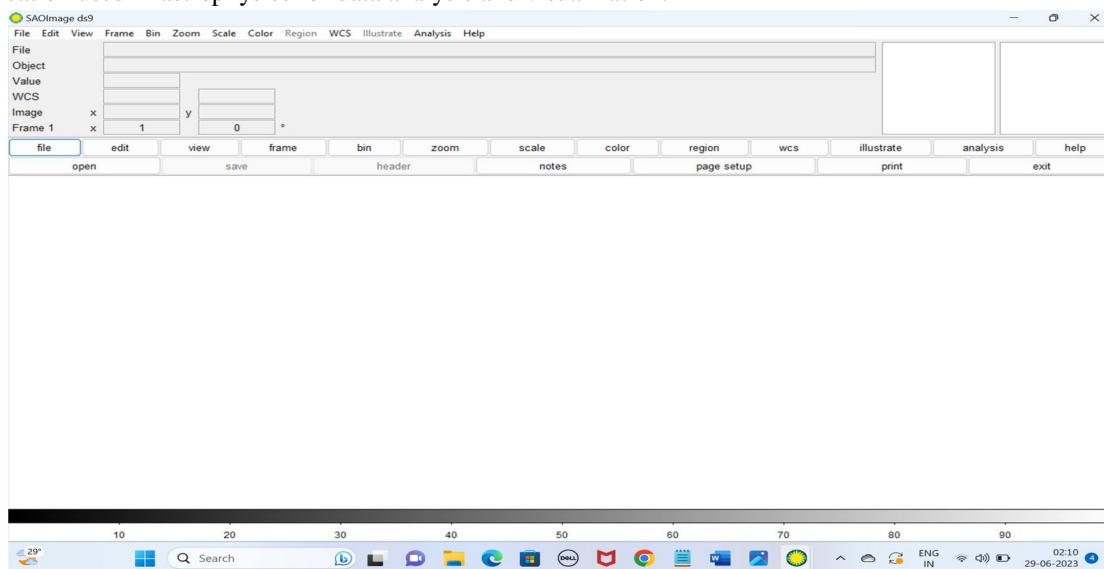 SAOImage ds9
File Edit View Frame Bin Zoom Scale Color Region WCS Illustrate Analysis Help
File
Object
Value
WCS
Image x y
Frame 1 x 1 0 °
file edit view frame bin zoom scale color region wcs illustrate analysis help
open save header notes page setup print exit
10 20 30 40 50 60 70 80 90
29° Search DELL ENG 02:10
IN 29-06-2023 4